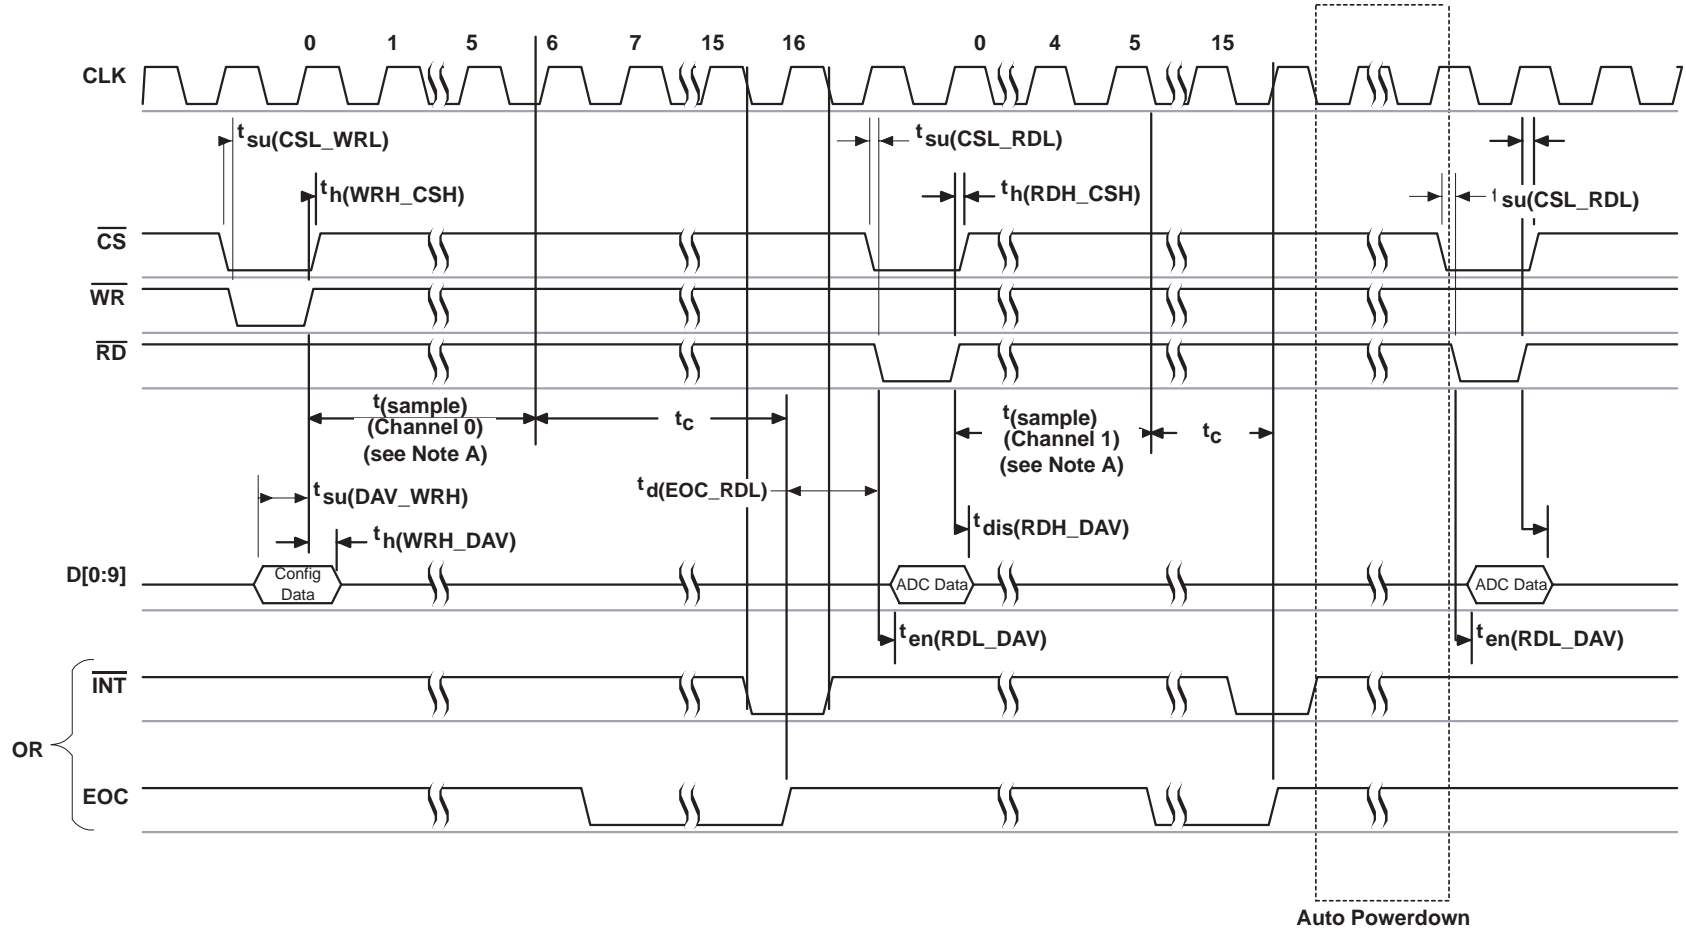 0 1 5 6 7 15 16 0 4 5 15
CLK
tsu(CSL_WRL) tsu(CSL_RDL)
th(WRH_CSH) th(RDH_CSH) tsu(CSL_RDL)
CS
WR
RD
t(sample) tc t(sample) tc
(Channel 0) (Channel 1)
(see Note A) (see Note A)
tsu(DAV_WRH) td(EOC_RDL)
th(WRH_DAV) tdis(RDH_DAV)
D[0:9] Config ADC Data ADC Data
Data
ten(RDL_DAV) ten(RDL_DAV)
INT
OR
EOC
Auto Powerdown